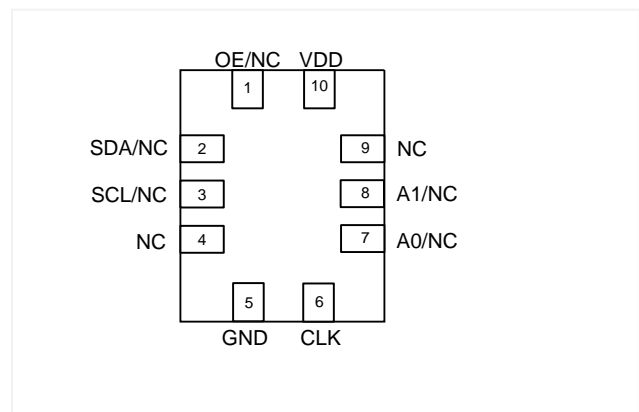 OE/NC VDD
1 10
SDA/NC 2 9 NC
SCL/NC 3 8 A1/NC
NC 4 7 A0/NC
5 6
GND CLK